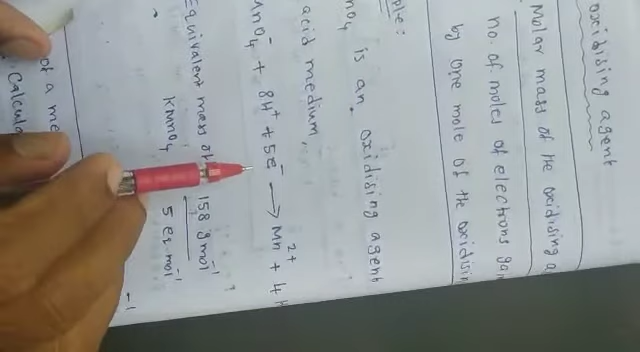 oxidising agent
Molar mass of the oxidising a
no. of moles of electrons gai
by one mole of the oxidisin
ple:
nO4 is an oxidising agent
acid medium.
MnO4⁻ + 8H⁺ + 5e⁻ → Mn²⁺ + 4H
Equivalent mass of
KMnO4
158 g mol⁻¹
5 eq mol⁻¹
of a me
Calcula